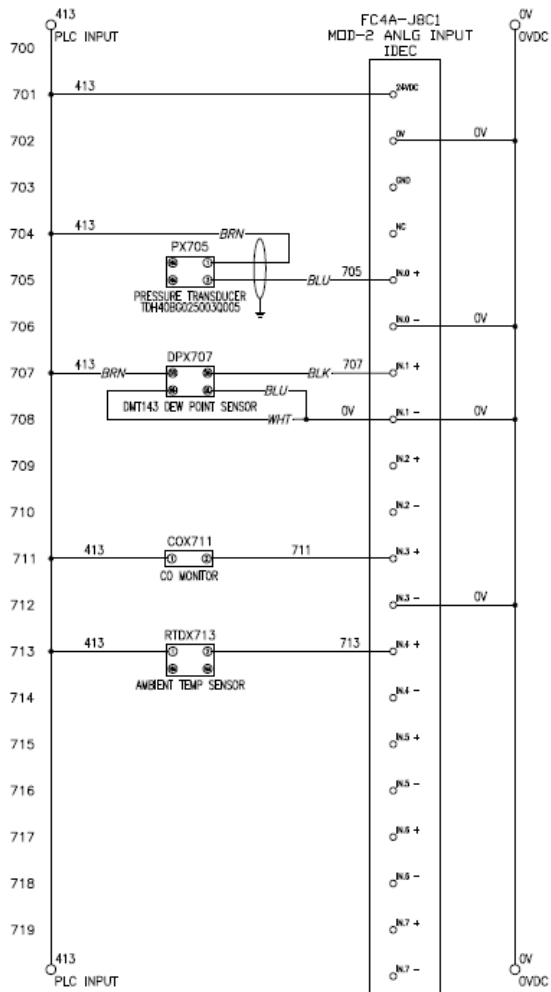 413
PLC INPUT
FC4A-J8C1
MOD-2 ANLG INPUT
IDEC
0V
0VDC
700
701
413
24VDC
702
0V
0V
703
GND
704
413
BRN
NC
PX705
1
705
BLU
705
IN.0 +
PRESSURE TRANSDUCER
706
IN.0 -
0V
DPX707
707
413
BRN
BLK
707
IN.1 +
BLU
DMT143 DEW POINT SENSOR
708
WHT
0V
IN.1 -
0V
709
IN.2 +
710
IN.2 -
COX711
711
413
1
2
711
IN.3 +
CO MONITOR
712
IN.3 -
0V
RTDX713
713
413
1
713
IN.4 +
AMBIENT TEMP SENSOR
714
IN.4 -
715
IN.5 +
716
IN.5 -
717
IN.6 +
718
IN.6 -
719
IN.7 +
413
PLC INPUT
IN.7 -
0V
0VDC